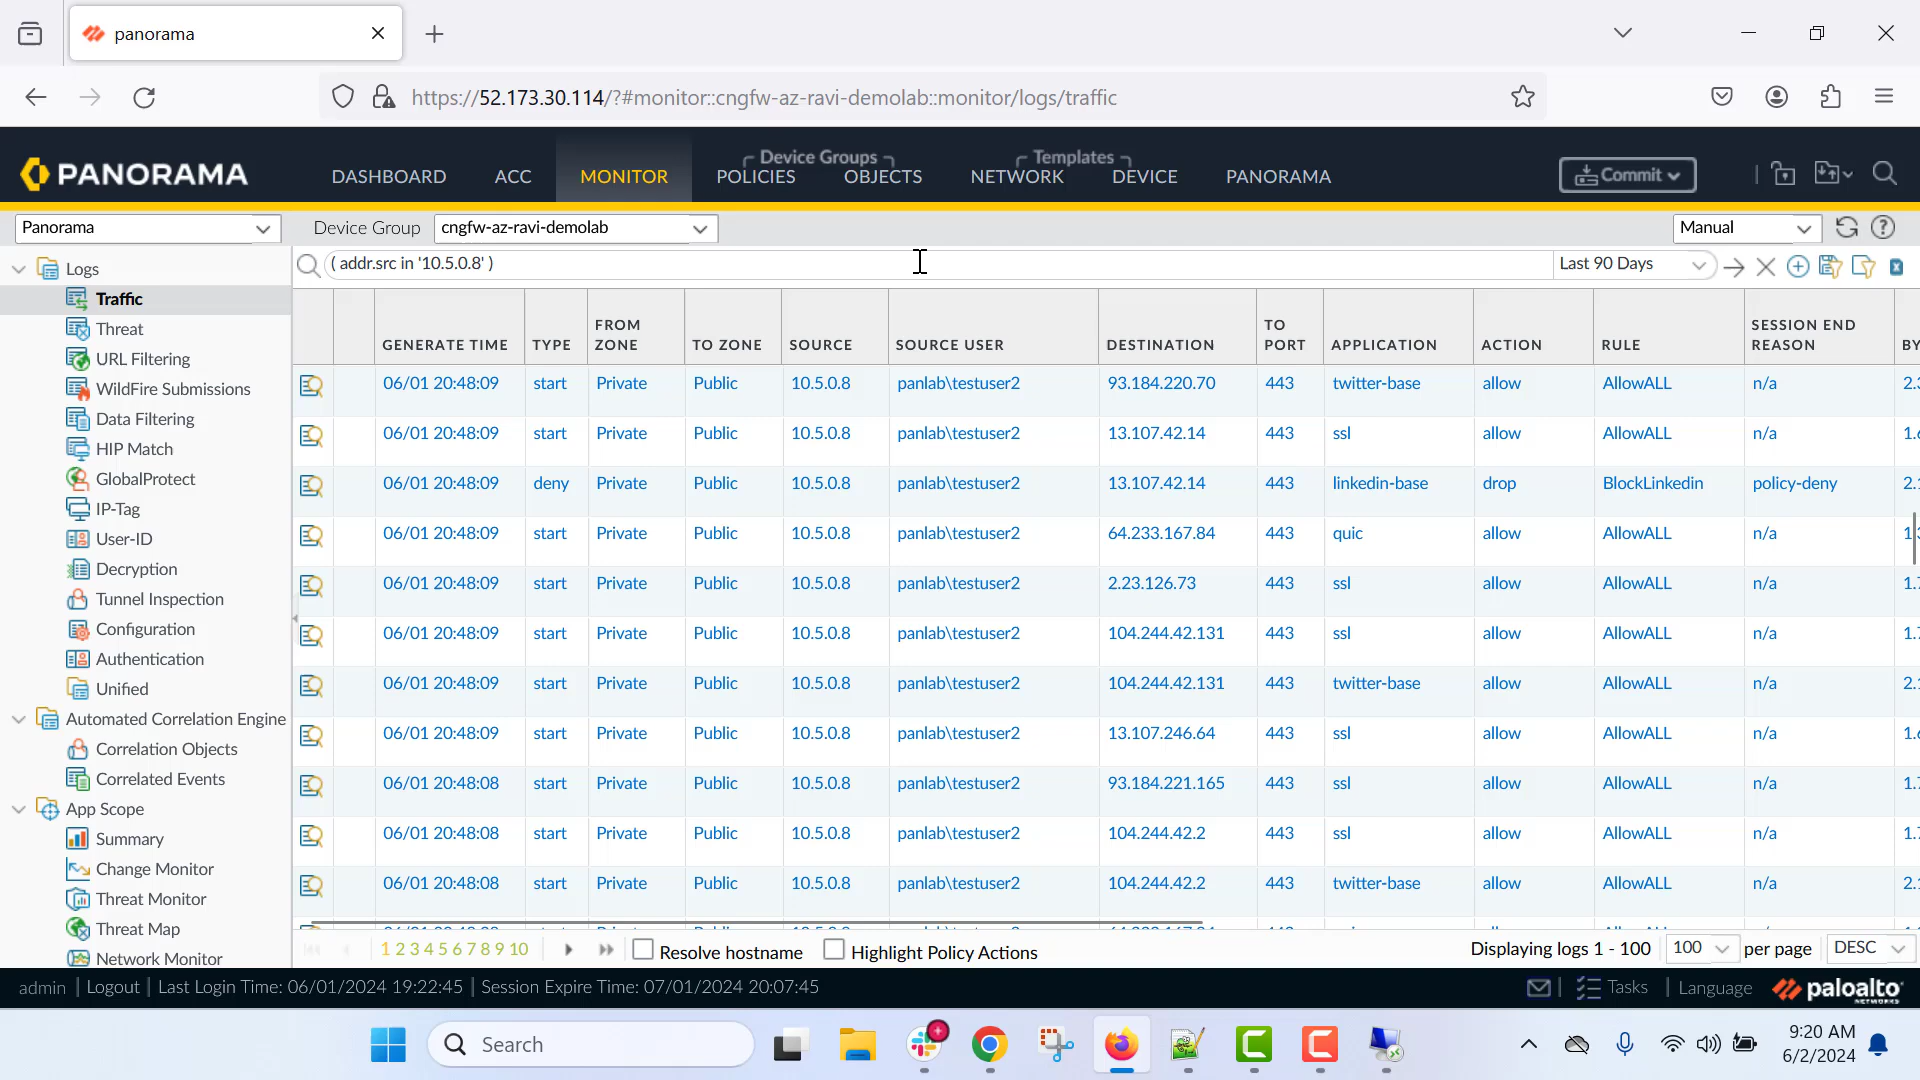 panorama
https://52.173.30.114/?#monitor::cngfw-az-ravi-demolab::monitor/logs/traffic
PANORAMA
DASHBOARD ACC MONITOR Device Groups POLICIES OBJECTS Templates NETWORK DEVICE PANORAMA Commit
Panorama Device Group cngfw-az-ravi-demolab Manual
( addr.src in '10.5.0.8' ) Last 90 Days
Logs
Traffic
Threat
URL Filtering
WildFire Submissions
Data Filtering
HIP Match
GlobalProtect
IP-Tag
User-ID
Decryption
Tunnel Inspection
Configuration
Authentication
Unified
Automated Correlation Engine
Correlation Objects
Correlated Events
App Scope
Summary
Change Monitor
Threat Monitor
Threat Map
Network Monitor
GENERATE TIME TYPE FROM ZONE TO ZONE SOURCE SOURCE USER DESTINATION TO PORT APPLICATION ACTION RULE SESSION END REASON
06/01 20:48:09 start Private Public 10.5.0.8 panlab\testuser2 93.184.220.70 443 twitter-base allow AllowALL n/a
06/01 20:48:09 start Private Public 10.5.0.8 panlab\testuser2 13.107.42.14 443 ssl allow AllowALL n/a
06/01 20:48:09 deny Private Public 10.5.0.8 panlab\testuser2 13.107.42.14 443 linkedin-base drop BlockLinkedin policy-deny
06/01 20:48:09 start Private Public 10.5.0.8 panlab\testuser2 64.233.167.84 443 quic allow AllowALL n/a
06/01 20:48:09 start Private Public 10.5.0.8 panlab\testuser2 2.23.126.73 443 ssl allow AllowALL n/a
06/01 20:48:09 start Private Public 10.5.0.8 panlab\testuser2 104.244.42.131 443 ssl allow AllowALL n/a
06/01 20:48:09 start Private Public 10.5.0.8 panlab\testuser2 104.244.42.131 443 twitter-base allow AllowALL n/a
06/01 20:48:09 start Private Public 10.5.0.8 panlab\testuser2 13.107.246.64 443 ssl allow AllowALL n/a
06/01 20:48:08 start Private Public 10.5.0.8 panlab\testuser2 93.184.221.165 443 ssl allow AllowALL n/a
06/01 20:48:08 start Private Public 10.5.0.8 panlab\testuser2 104.244.42.2 443 ssl allow AllowALL n/a
06/01 20:48:08 start Private Public 10.5.0.8 panlab\testuser2 104.244.42.2 443 twitter-base allow AllowALL n/a
1 2 3 4 5 6 7 8 9 10 Resolve hostname Highlight Policy Actions Displaying logs 1 - 100 100 per page DESC
admin | Logout | Last Login Time: 06/01/2024 19:22:45 | Session Expire Time: 07/01/2024 20:07:45 Tasks | Language paloalto NETWORKS
Search
9:20 AM
6/2/2024